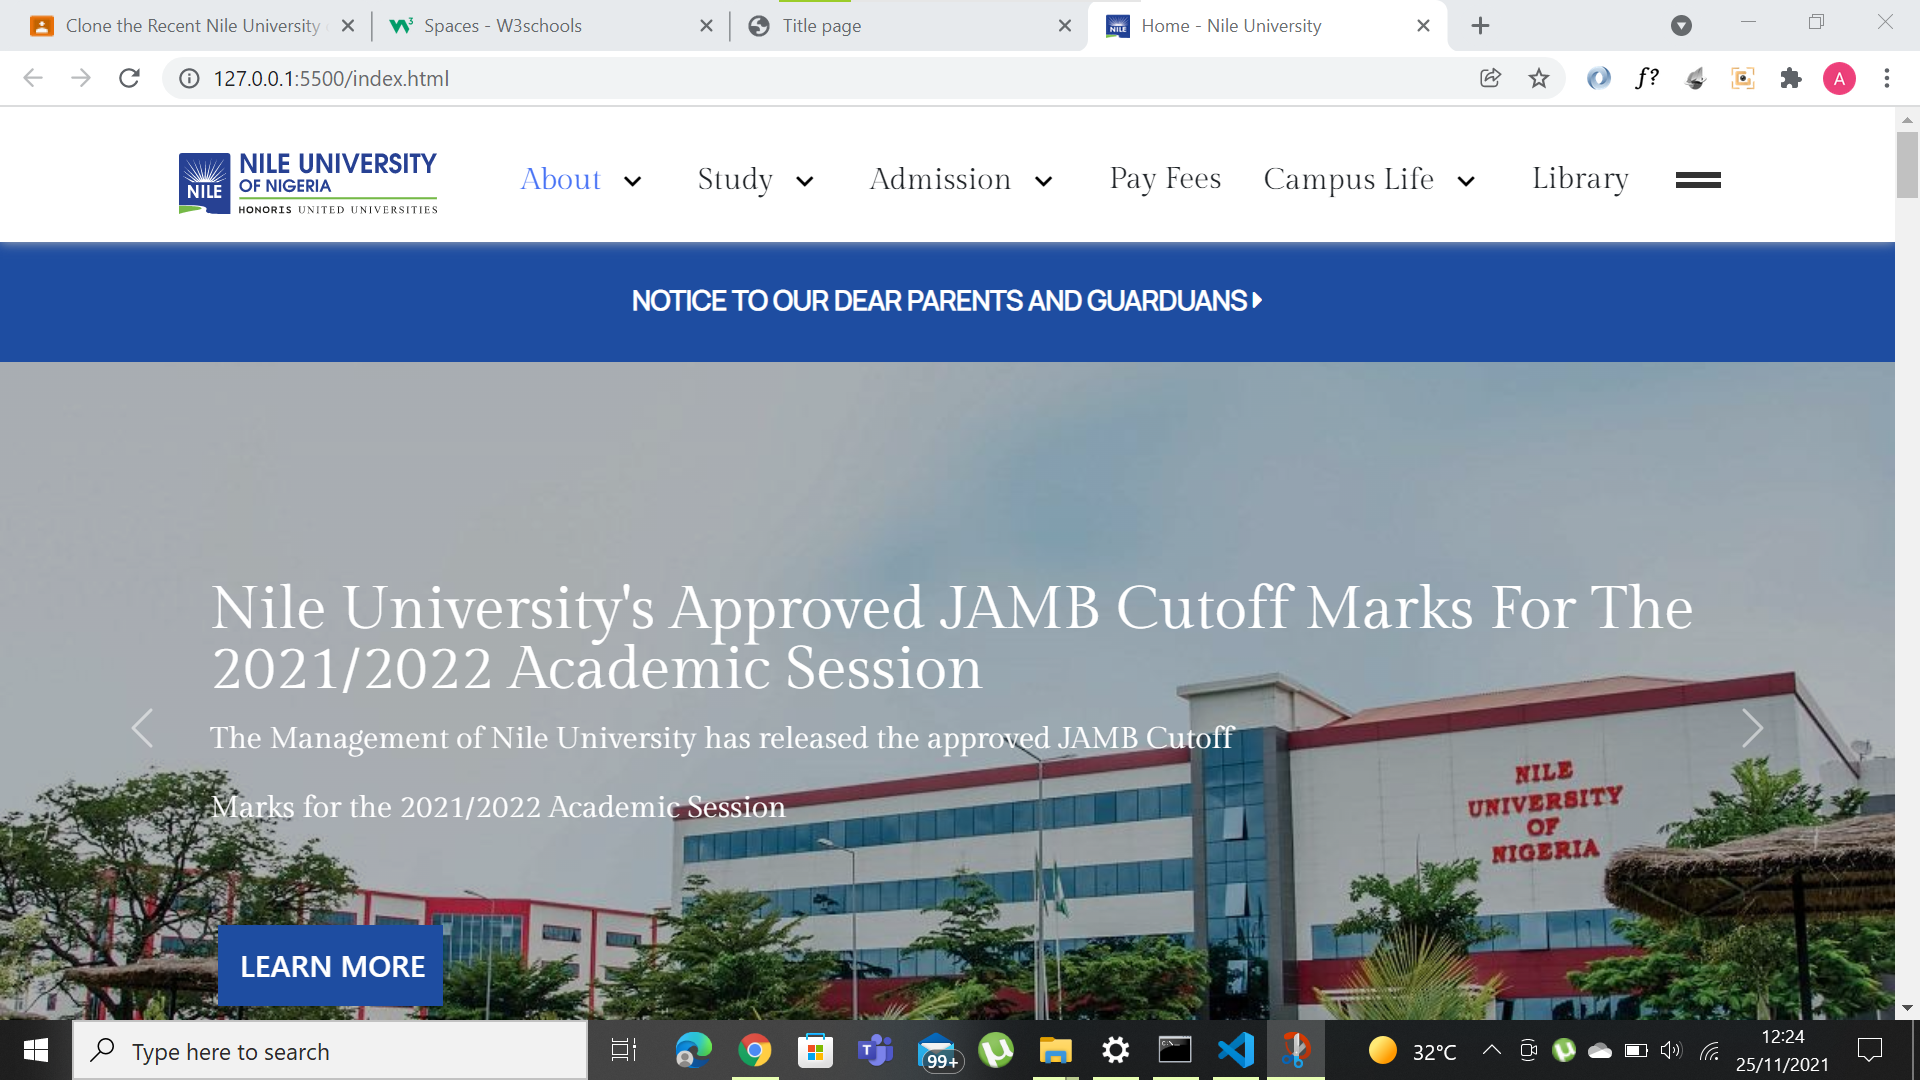 Clone the Recent Nile University
Spaces - W3schools
Title page
Home - Nile University
127.0.0.1:5500/index.html
f?
A
NILE
NILE UNIVERSITY
OF NIGERIA
HONORIS UNITED UNIVERSITIES
About
Study
Admission
Pay Fees
Campus Life
Library
NOTICE TO OUR DEAR PARENTS AND GUARDUANS
Nile University's Approved JAMB Cutoff Marks For The
2021/2022 Academic Session
The Management of Nile University has released the approved JAMB Cutoff
Marks for the 2021/2022 Academic Session
NILE
UNIVERSITY
OF
NIGERIA
LEARN MORE
Type here to search
99+
32°C
12:24
25/11/2021